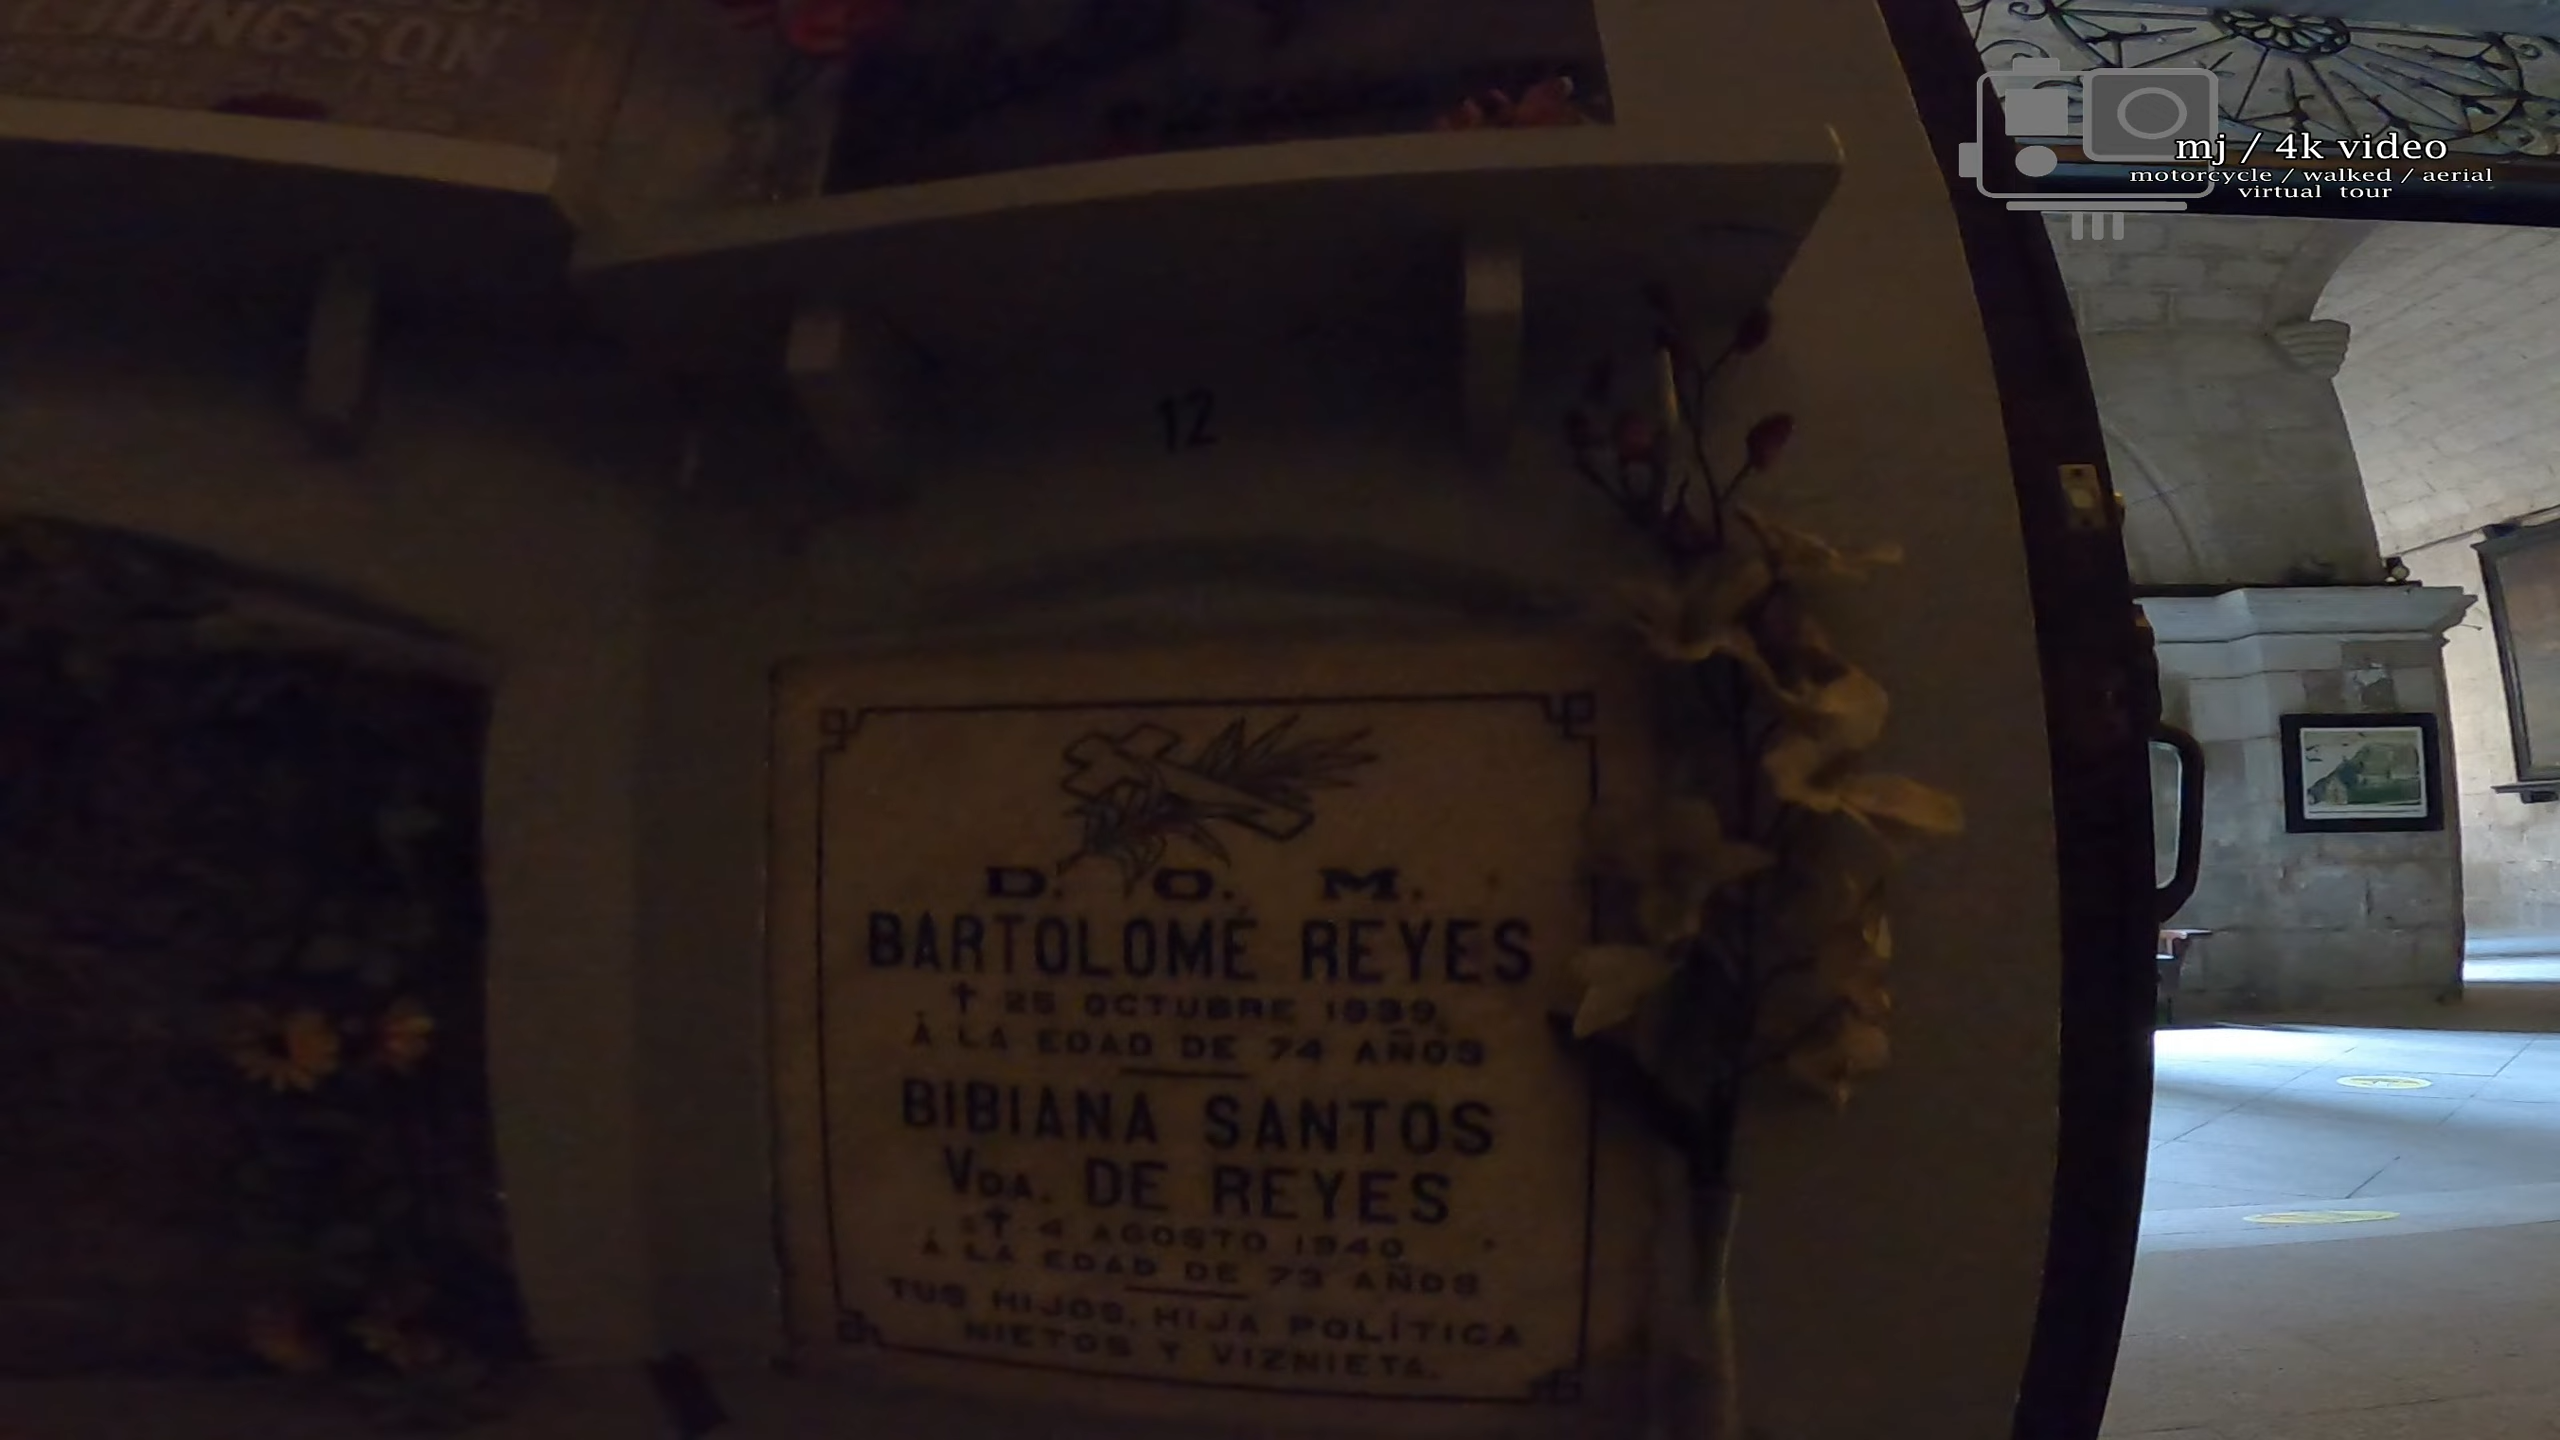 TJONGSON
mj / 4k video
motorcycle / walked / aerial
virtual tour
12
D. O. M.
BARTOLOMÉ REYES
✝ 25 OCTUBRE 1939
A LA EDAD DE 74 AÑOS
BIBIANA SANTOS
VDA. DE REYES
✝ 4 AGOSTO 1940
A LA EDAD DE 73 AÑOS
TUS HIJOS, HIJA POLÍTICA
NIETOS Y VIZNIETA.